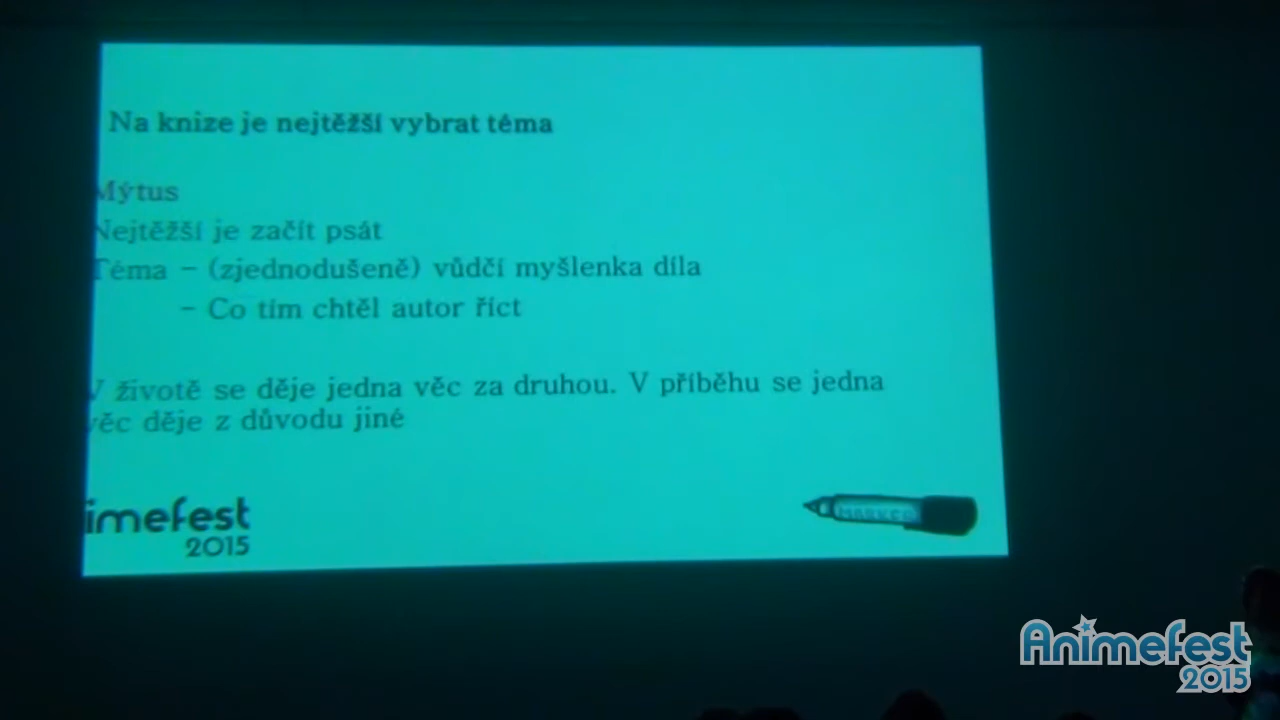 Na knize je nejtěžší vybrat téma
Mýtus
Nejtěžší je začít psát
Téma – (zjednodušeně) vůdčí myšlenka díla
– Co tím chtěl autor říct
V životě se děje jedna věc za druhou. V příběhu se jedna
věc děje z důvodu jiné
imefest
2015
MARKER
Animefest
2015